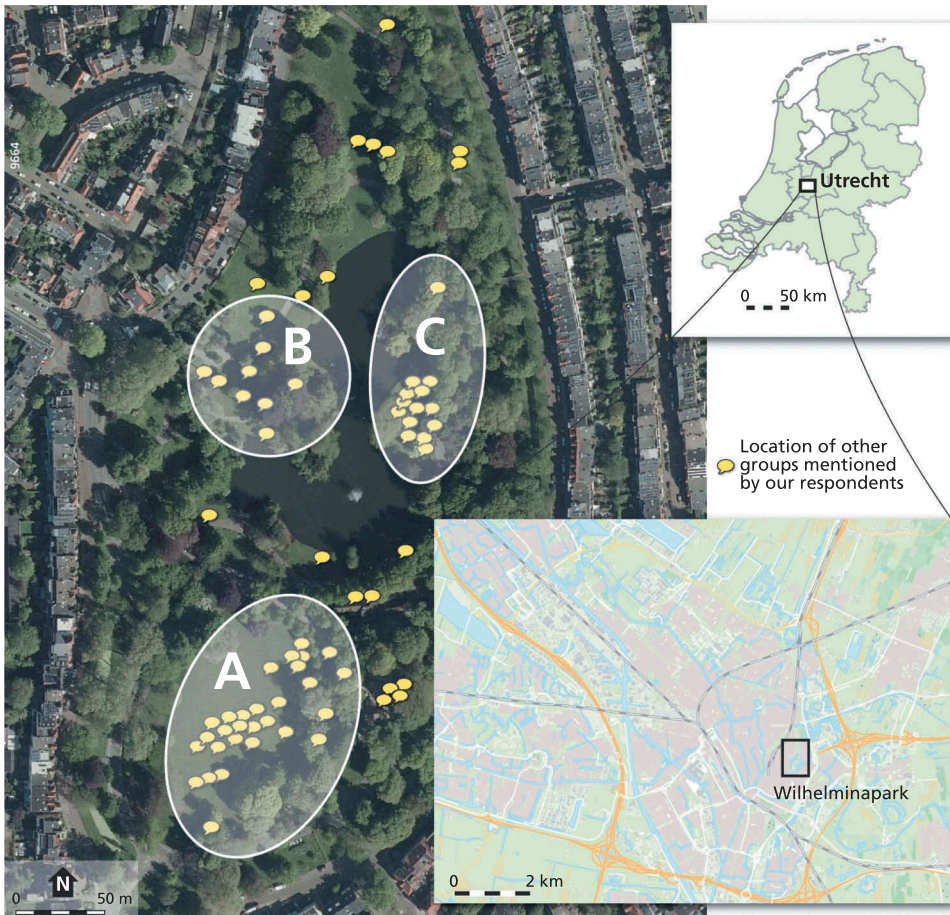 9664
B
C
A
N
0 50 m
Utrecht
0 50 km
Location of other
groups mentioned
by our respondents
Wilhelminapark
0 2 km